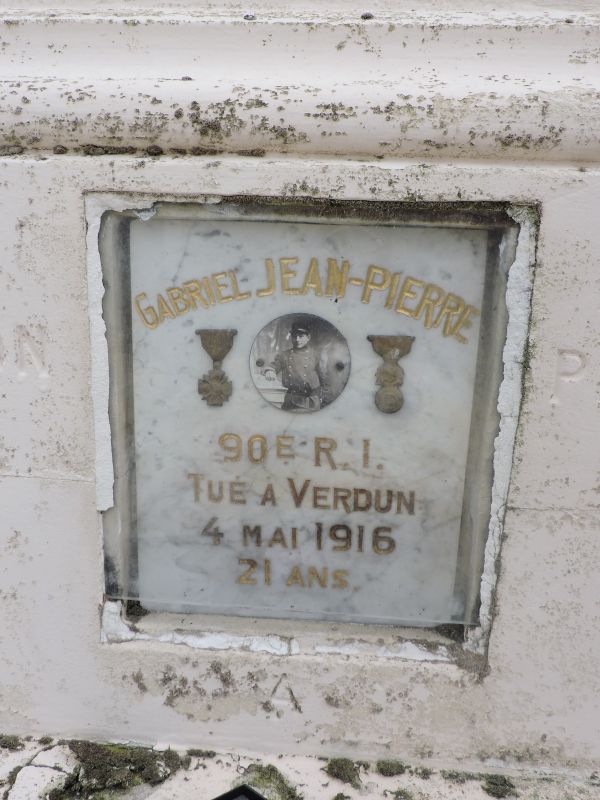 GABRIEL JEAN-PIERRE
90E R.I.
TUÉ A VERDUN
4 MAI 1916
21 ANS.
A